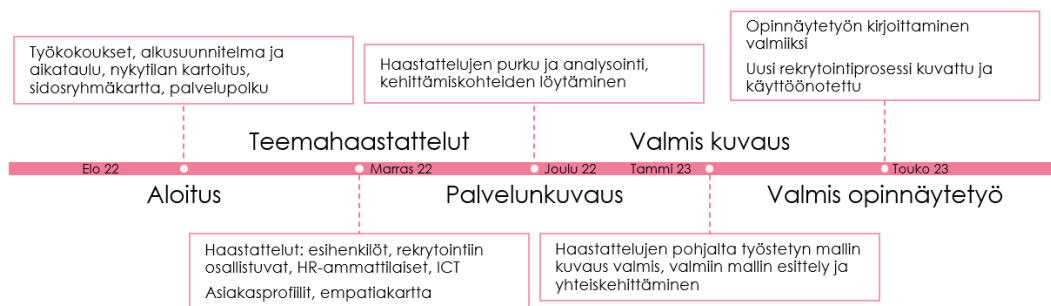 Työkokoukset, alkusuunnitelma ja
aikataulu, nykytilan kartoitus,
sidosryhmäkartta, palvelupolku
Haastattelujen purku ja analysointi,
kehittämiskohteiden löytäminen
Opinnäytetyön kirjoittaminen
valmiiksi
Uusi rekrytointiprosessi kuvattu ja
käyttöönotettu
Teemahaastattelut
Valmis kuvaus
Elo 22
Marras 22
Joulu 22
Tammi 23
Touko 23
Aloitus
Palvelunkuvaus
Valmis opinnäytetyö
Haastattelut: esihenkilöt, rekrytointiin
osallistuvat, HR-ammattilaiset, ICT
Asiakasprofiilit, empatiakartta
Haastattelujen pohjalta työstetyn mallin
kuvaus valmis, valmiin mallin esittely ja
yhteiskehittäminen